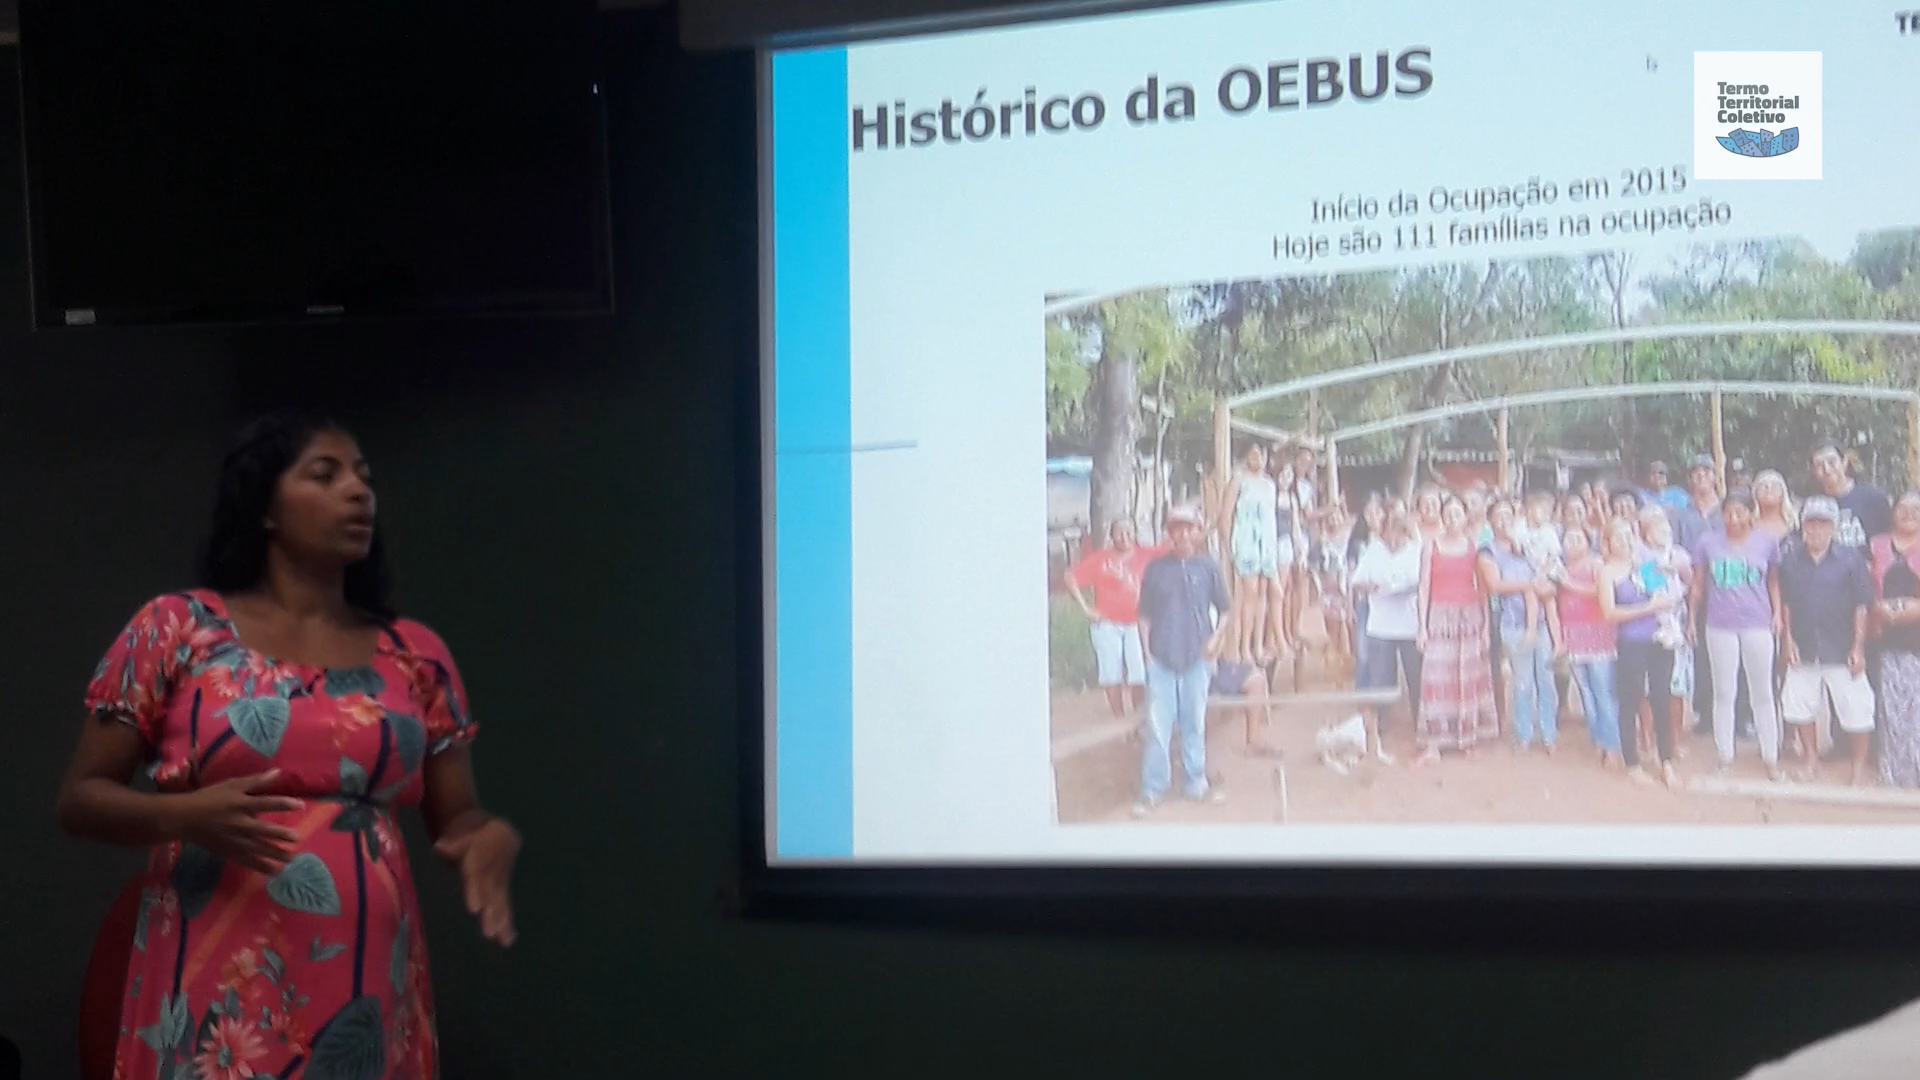 Histórico da OEBUS
Termo
Territorial
Coletivo
Início da Ocupação em 2015
Hoje são 111 famílias na ocupação